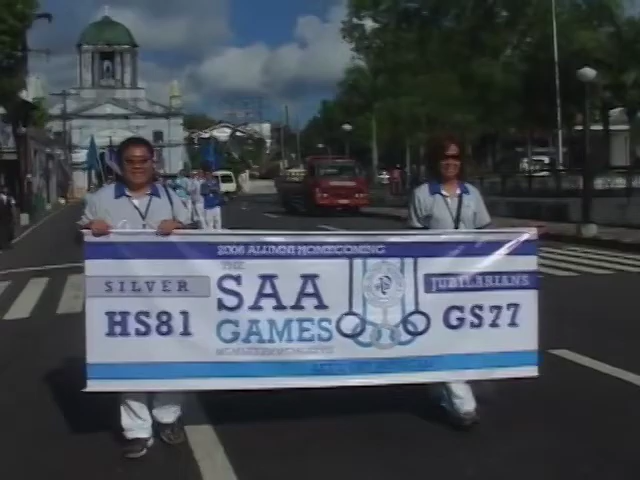 2006 ALUMNI HOMECOMING
THE
SAA
GAMES
SILVER
HS81
JUBILARIANS
GS77